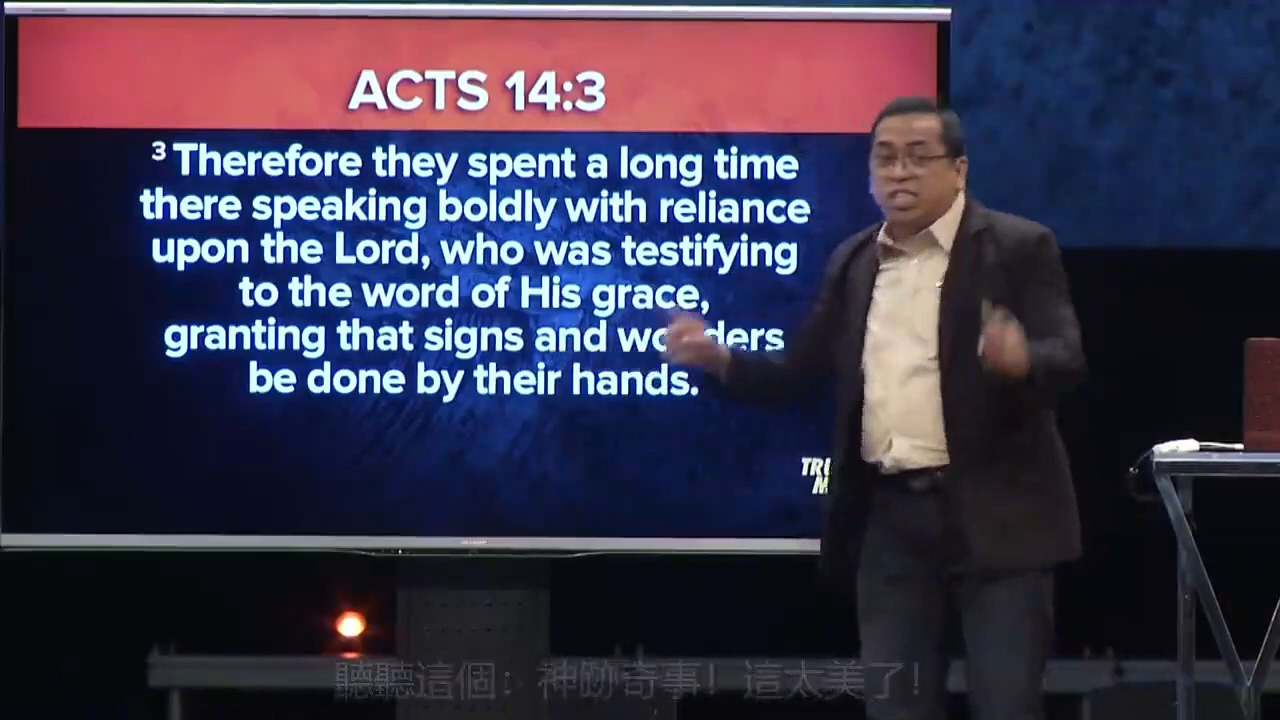 ACTS 14:3
3 Therefore they spent a long time
there speaking boldly with reliance
upon the Lord, who was testifying
to the word of His grace,
granting that signs and wonders
be done by their hands.
聽聽這個：神跡奇事！這太美了！